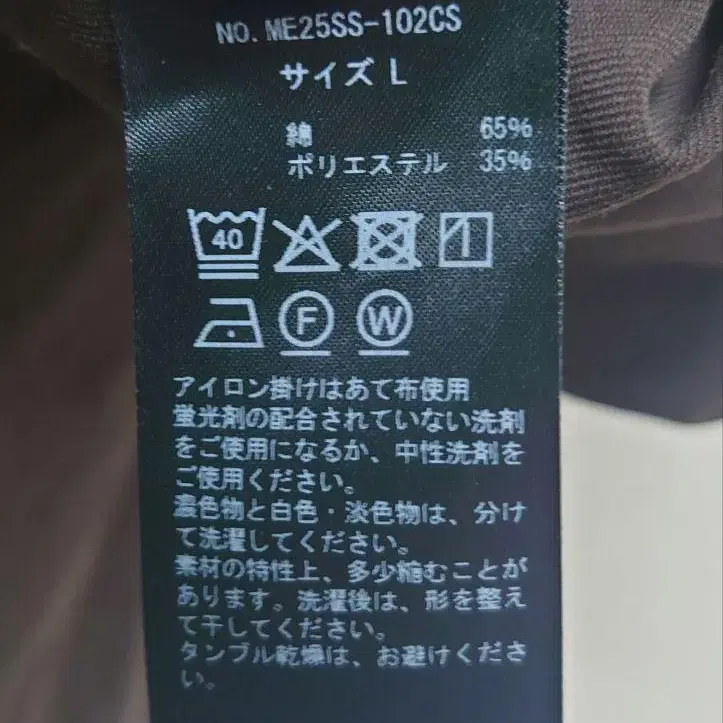 NO. ME25SS-102CS
サイズ L
綿 65%
ポリエステル 35%
40
F W
アイロン掛けはあて布使用
蛍光剤の配合されていない洗剤
をご使用になるか、中性洗剤を
ご使用ください。
濃色物と白色・淡色物は、分け
て洗濯してください。
素材の特性上、多少縮むことが
あります。洗濯後は、形を整え
て干してください。
タンブル乾燥は、お避けくださ
い。